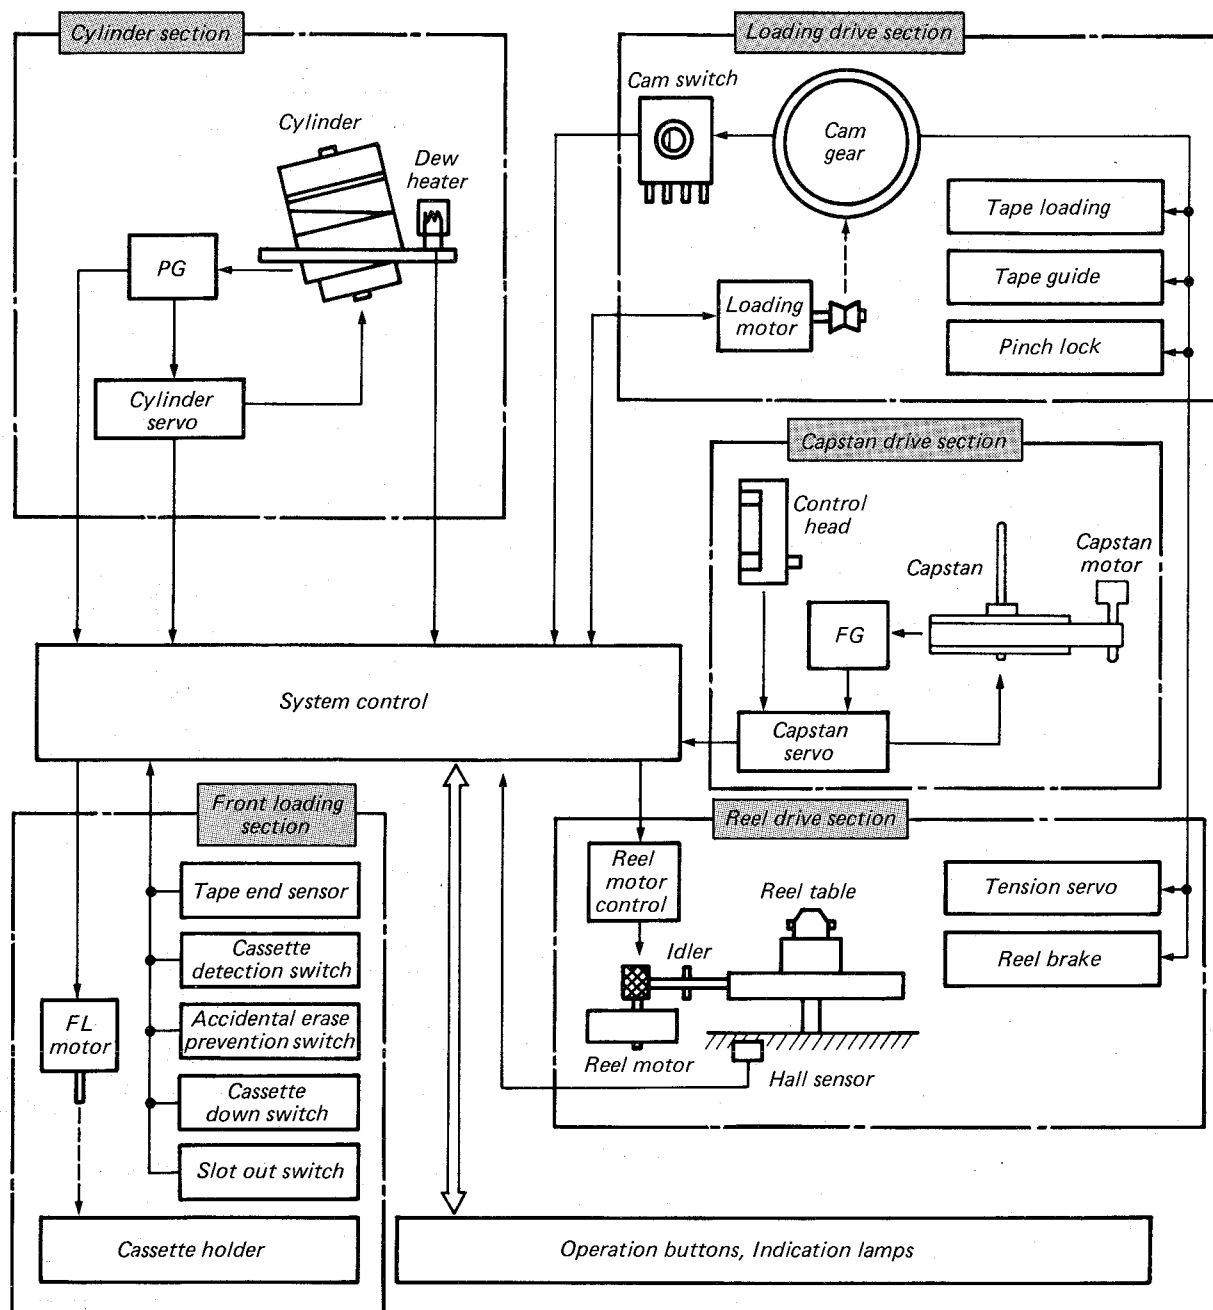 Cylinder section
Cylinder
Dew
heater
PG
Cylinder
servo
Loading drive section
Cam switch
Cam
gear
Tape loading
Tape guide
Pinch lock
Loading
motor
Capstan drive section
Control
head
Capstan
Capstan
motor
FG
Capstan
servo
System control
Front loading
section
Tape end sensor
Cassette
detection switch
Accidental erase
prevention switch
Cassette
down switch
Slot out switch
FL
motor
Cassette holder
Reel drive section
Reel
motor
control
Reel table
Idler
Tension servo
Reel brake
Reel motor
Hall sensor
Operation buttons, Indication lamps